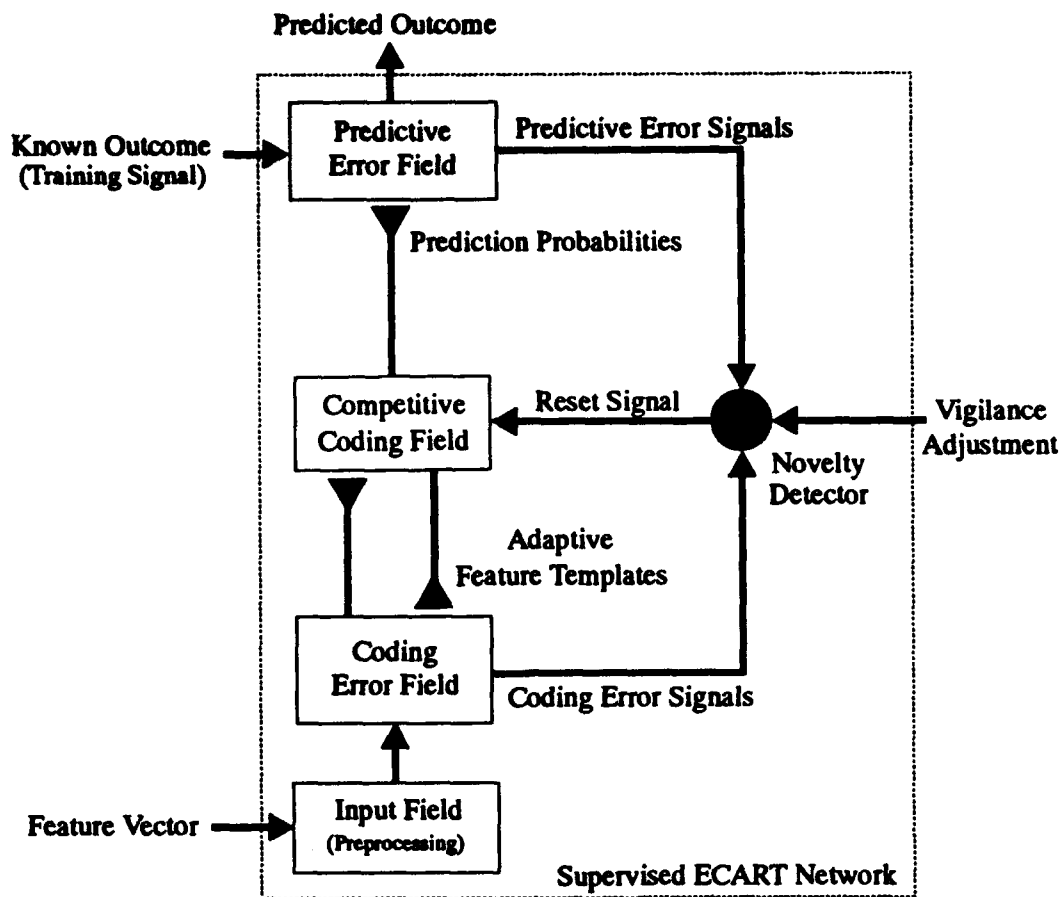 Predicted Outcome
Predictive
Error Field
Predictive Error Signals
Known Outcome
(Training Signal)
Prediction Probabilities
Competitive
Coding Field
Reset Signal
Vigilance
Adjustment
Novelty
Detector
Adaptive
Feature Templates
Coding
Error Field
Coding Error Signals
Input Field
(Preprocessing)
Feature Vector
Supervised ECART Network